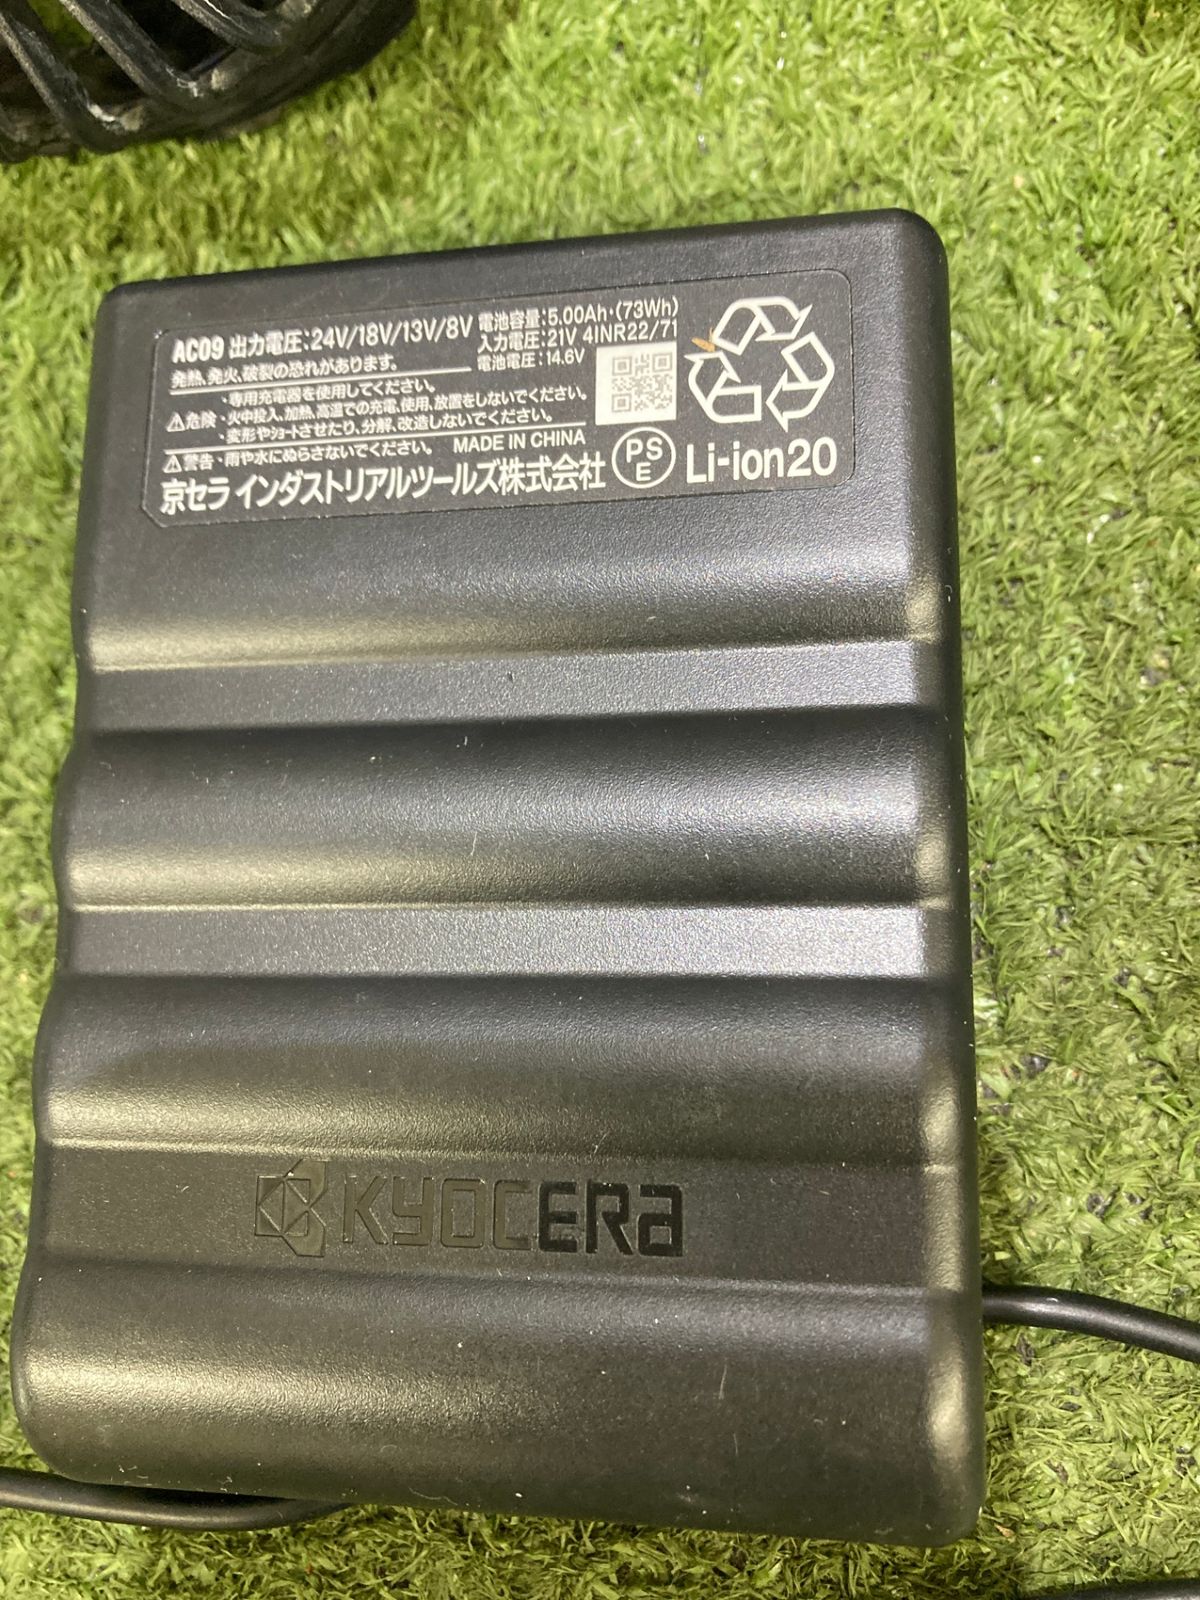 AC09 出力電圧:24V/18V/13V/8V
電池容量:5.00Ah・(73Wh)
入力電圧:21V 4INR22/71
電池電圧:14.6V
発熱、発火、破裂の恐れがあります。
⚠危険
・専用充電器を使用してください。
・火中投入、加熱、高温での充電、使用、放置をしないでください。
・変形やショートさせたり、分解、改造しないでください。
⚠警告・雨や水にぬらさないでください。
MADE IN CHINA
京セラ インダストリアルツールズ株式会社
PS
E
Li-ion20
KYOCERA